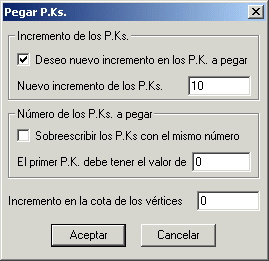 Pegar P.Ks.
Incremento de los P.Ks.
Deseo nuevo incremento en los P.K. a pegar
Nuevo incremento de los P.Ks. 10
Número de los P.Ks. a pegar
Sobreescribir los P.Ks con el mismo número
El primer P.K. debe tener el valor de 0
Incremento en la cota de los vértices 0
Aceptar Cancelar